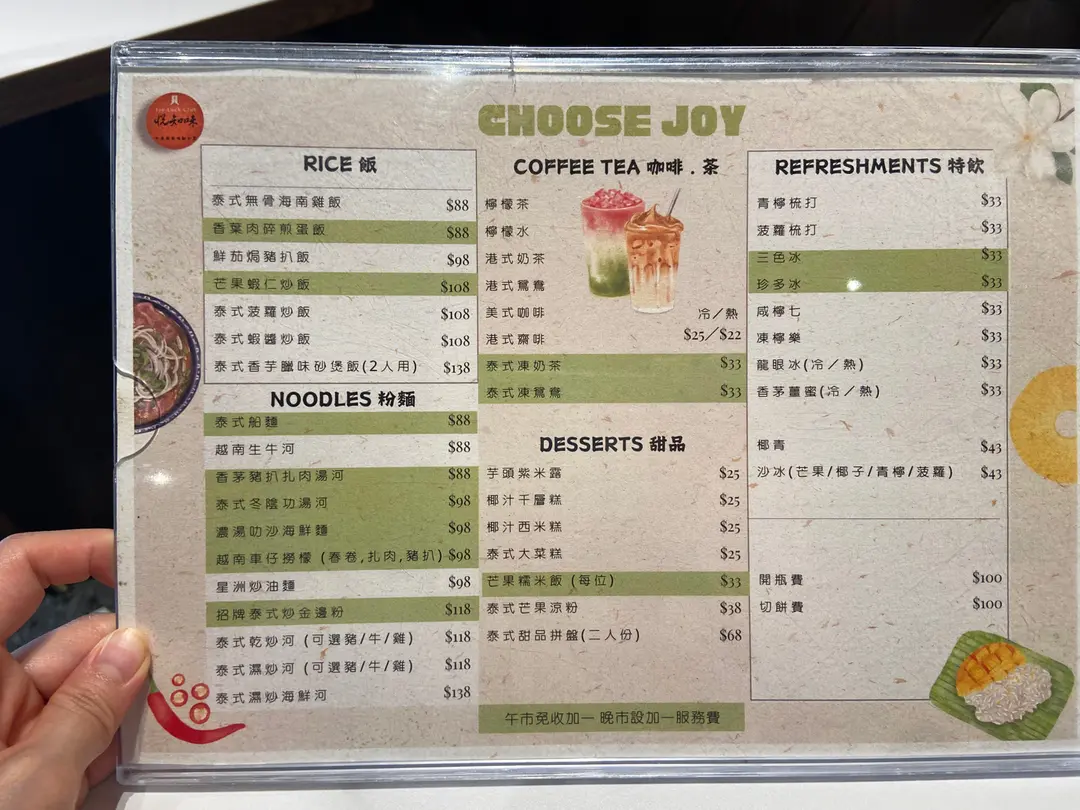 悅知味
CHOOSE JOY
RICE 飯
泰式無骨海南雞飯 $88
香葉肉碎煎蛋飯 $88
鮮茄焗豬扒飯 $98
芒果蝦仁炒飯 $108
泰式菠蘿炒飯 $108
泰式蝦醬炒飯 $108
泰式香芋臘味砂煲飯(2人用) $138
NOODLES 粉麵
泰式船麵 $88
越南生牛河 $88
香茅豬扒扎肉湯河 $88
泰式冬陰功湯河 $98
濃湯叻沙海鮮麵 $98
越南車仔撈檬 (春卷,扎肉,豬扒) $98
星洲炒油麵 $98
招牌泰式炒金邊粉 $118
泰式乾炒河 (可選豬/牛/雞) $118
泰式濕炒河 (可選豬/牛/雞) $118
泰式濕炒海鮮河 $138
COFFEE TEA 咖啡.茶
檸檬茶
檸檬水
港式奶茶
港式鴛鴦
美式咖啡 冷／熱
港式齋啡 $25／$22
泰式凍奶茶 $33
泰式凍鴛鴦 $33
DESSERTS 甜品
芋頭紫米露 $25
椰汁千層糕 $25
椰汁西米糕 $25
泰式大菜糕 $25
芒果糯米飯 (每位) $33
泰式芒果涼粉 $38
泰式甜品拼盤(二人份) $68
午市免收加一 晚市設加一服務費
REFRESHMENTS 特飲
青檸梳打 $33
菠蘿梳打 $33
三色冰 $33
珍多冰 $33
咸檸七 $33
凍檸樂 $33
龍眼冰(冷／熱) $33
香茅薑蜜(冷／熱) $33
椰青 $43
沙冰(芒果/椰子/青檸/菠蘿) $43
開瓶費 $100
切餅費 $100